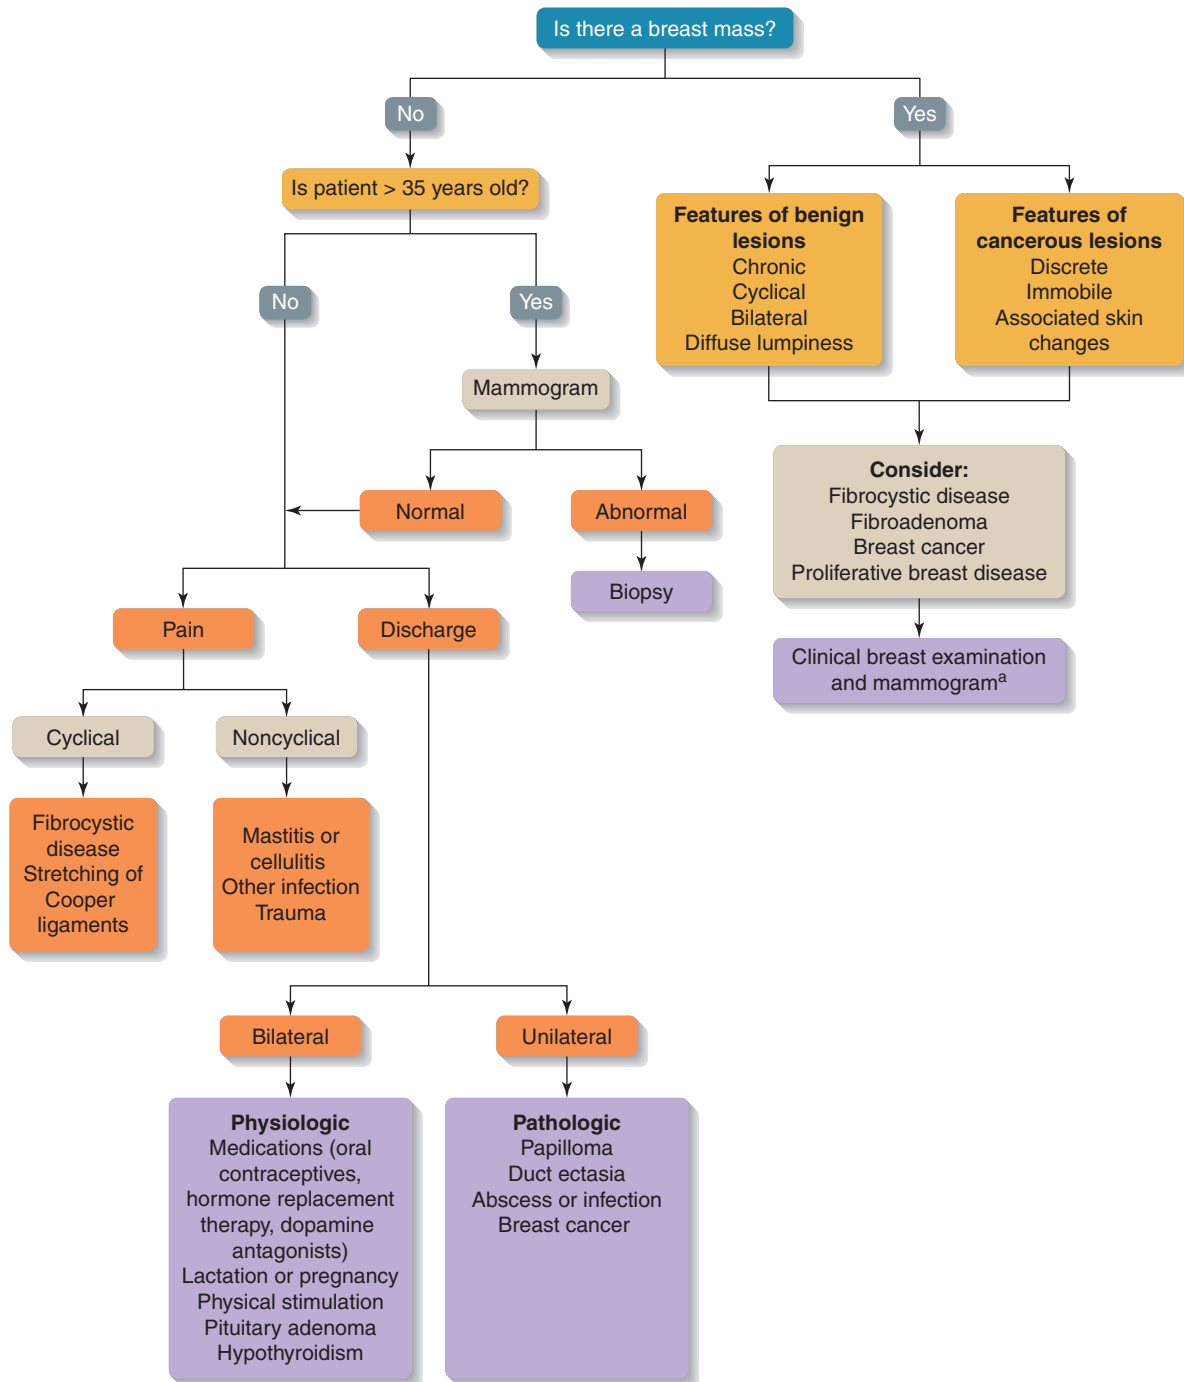 Is there a breast mass?
No
Yes
Is patient > 35 years old?
Features of benign
lesions
Chronic
Cyclical
Bilateral
Diffuse lumpiness
Features of
cancerous lesions
Discrete
Immobile
Associated skin
changes
No
Yes
Mammogram
Consider:
Fibrocystic disease
Fibroadenoma
Breast cancer
Proliferative breast disease
Normal
Abnormal
Biopsy
Pain
Discharge
Clinical breast examination
and mammogramᵃ
Cyclical
Noncyclical
Fibrocystic
disease
Stretching of
Cooper
ligaments
Mastitis or
cellulitis
Other infection
Trauma
Bilateral
Unilateral
Physiologic
Medications (oral
contraceptives,
hormone replacement
therapy, dopamine
antagonists)
Lactation or pregnancy
Physical stimulation
Pituitary adenoma
Hypothyroidism
Pathologic
Papilloma
Duct ectasia
Abscess or infection
Breast cancer